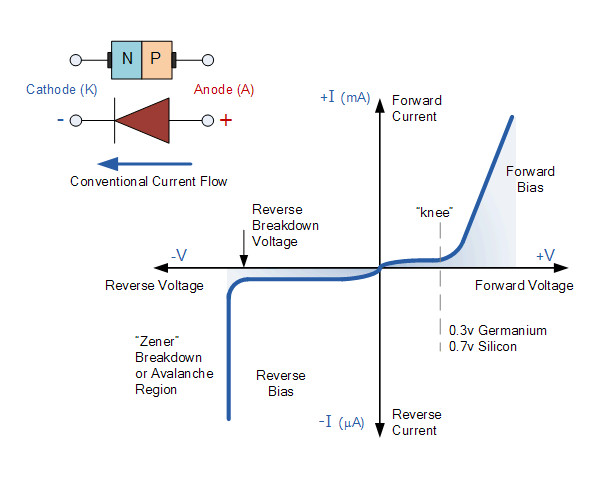 N P
Cathode (K) Anode (A)
- +
Conventional Current Flow
+I (mA)
Forward
Current
Forward
Bias
"knee"
Reverse
Breakdown
Voltage
-V
+V
Reverse Voltage
Forward Voltage
0.3v Germanium
0.7v Silicon
"Zener"
Breakdown
or Avalanche
Region
Reverse
Bias
-I (µA)
Reverse
Current